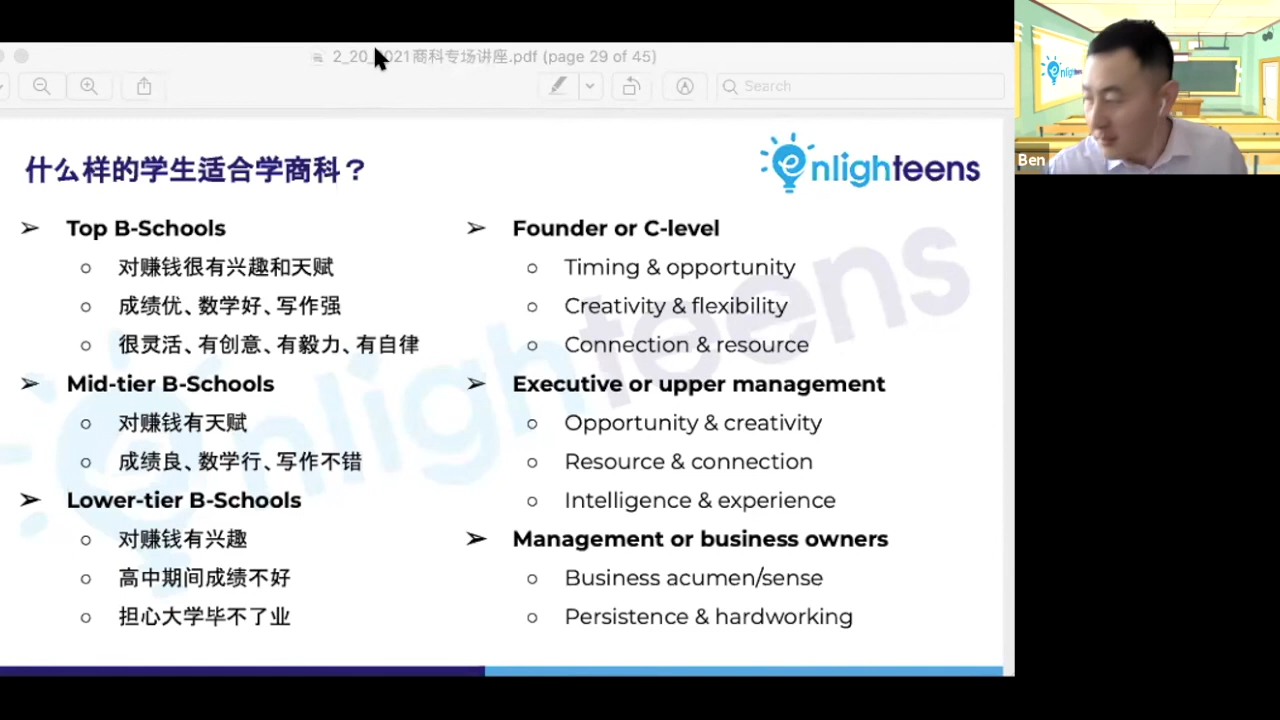 2_20_2021商科专场讲座.pdf (page 29 of 45)
Search
什么样的学生适合学商科？
enlighteens
Top B-Schools
对赚钱很有兴趣和天赋
成绩优、数学好、写作强
很灵活、有创意、有毅力、有自律
Mid-tier B-Schools
对赚钱有天赋
成绩良、数学行、写作不错
Lower-tier B-Schools
对赚钱有兴趣
高中期间成绩不好
担心大学毕不了业
Founder or C-level
Timing & opportunity
Creativity & flexibility
Connection & resource
Executive or upper management
Opportunity & creativity
Resource & connection
Intelligence & experience
Management or business owners
Business acumen/sense
Persistence & hardworking
enlighteens
Ben